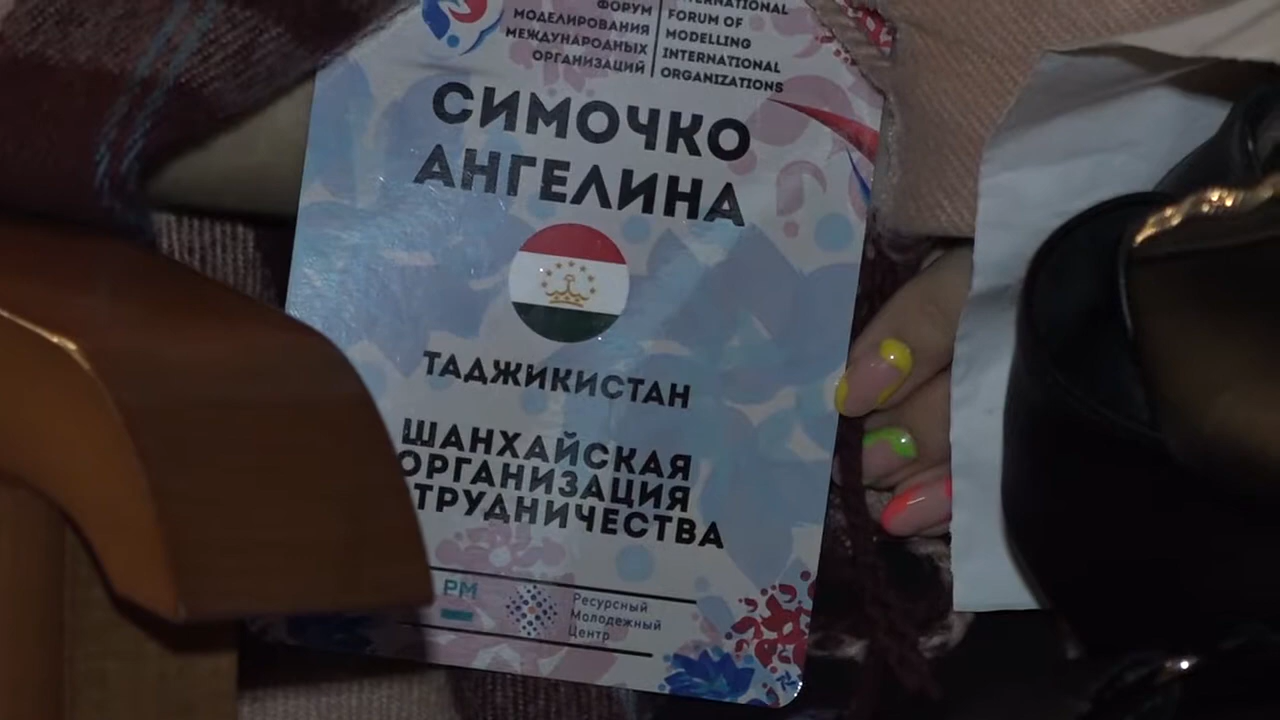 ФОРУМ
МОДЕЛИРОВАНИЯ
МЕЖДУНАРОДНЫХ
ОРГАНИЗАЦИЙ
FORUM OF
MODELLING
INTERNATIONAL
ORGANIZATIONS
СИМОЧКО
АНГЕЛИНА
ТАДЖИКИСТАН
ШАНХАЙСКАЯ
ОРГАНИЗАЦИЯ
ТРУДНИЧЕСТВА
РМ
Ресурсный
Молодежный
Центр